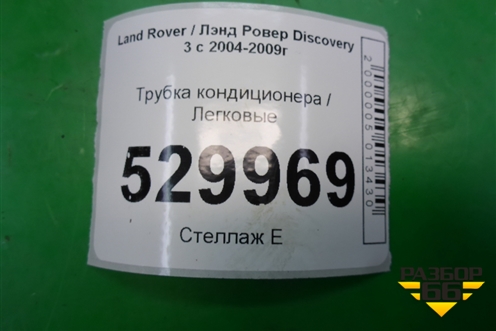 Land Rover / Лэнд Ровер Discovery
3 с 2004-2009г
Трубка кондиционера /
Легковые
529969
Стеллаж Е
2000005013430
РАЗБОР
66